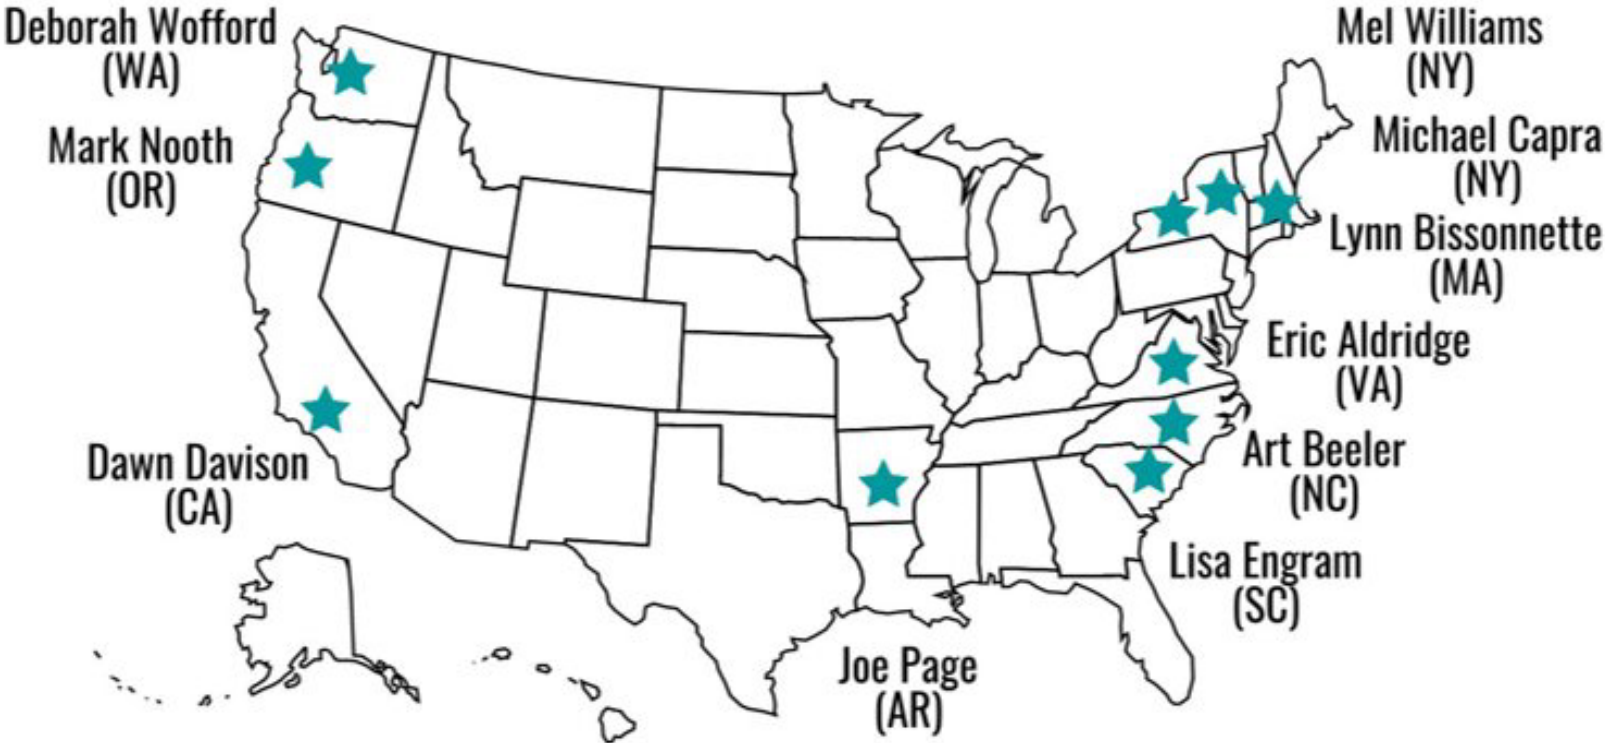 Deborah Wofford
(WA)
Mark Nooth
(OR)
Dawn Davison
(CA)
Mel Williams
(NY)
Michael Capra
(NY)
Lynn Bissonnette
(MA)
Eric Aldridge
(VA)
Art Beeler
(NC)
Lisa Engram
(SC)
Joe Page
(AR)